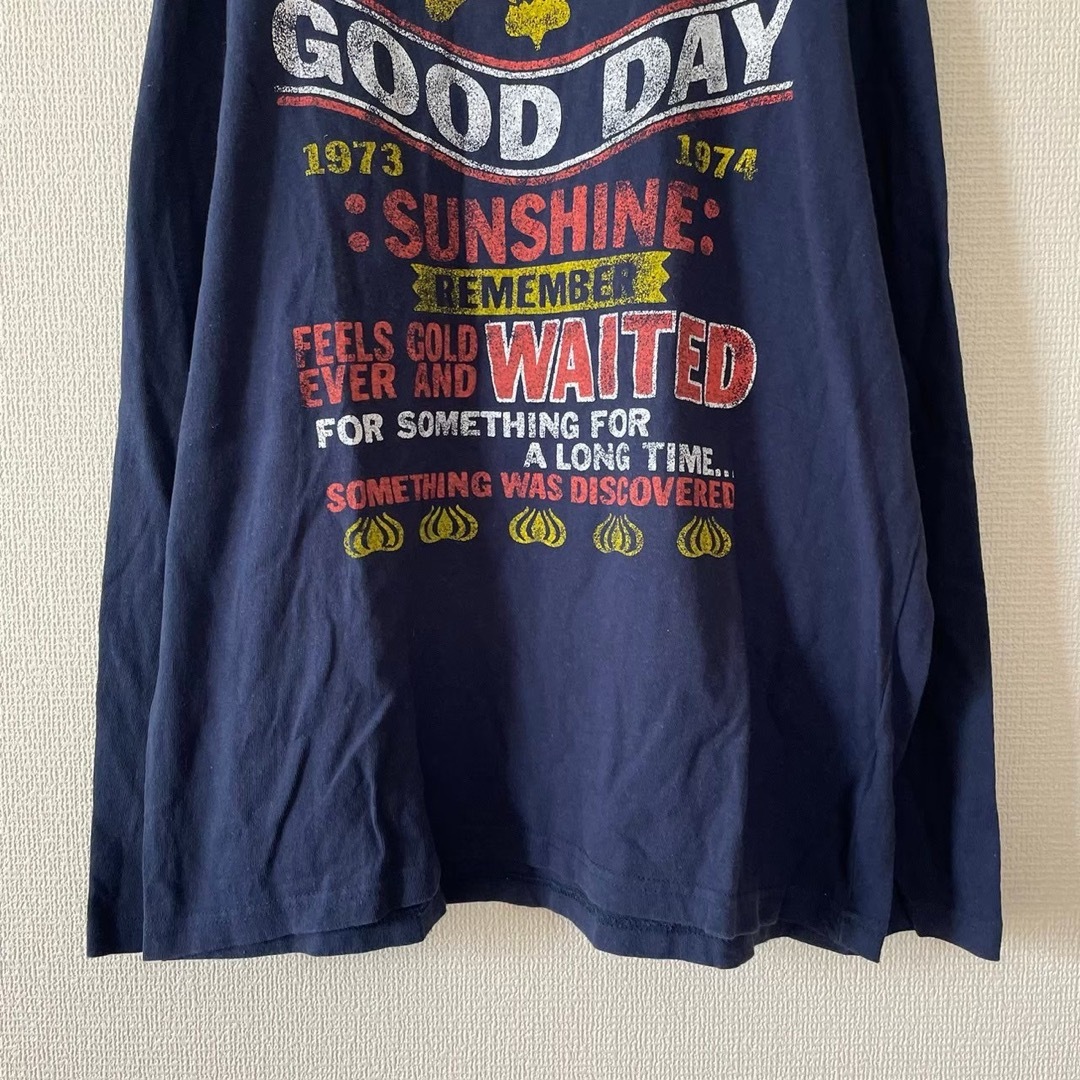 GOOD DAY
1973 1974
:SUNSHINE:
REMEMBER
FEELS GOLD
EVER AND WAITED
FOR SOMETHING FOR
A LONG TIME...
SOMETHING WAS DISCOVERED